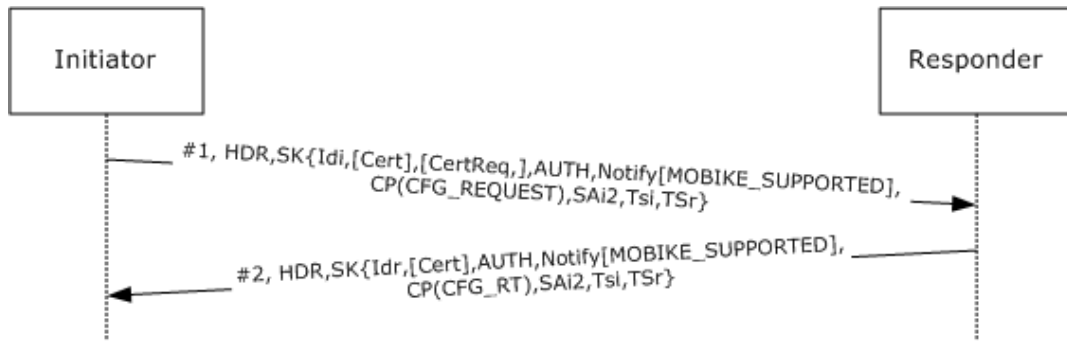 Initiator
Responder
#1, HDR,SK{Idi,[Cert],[CertReq,],AUTH,Notify[MOBIKE_SUPPORTED],
CP(CFG_REQUEST),SAi2,Tsi,TSr}
#2, HDR,SK{Idr,[Cert],AUTH,Notify[MOBIKE_SUPPORTED],
CP(CFG_RT),SAi2,Tsi,TSr}